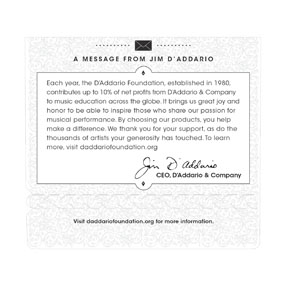 A MESSAGE FROM JIM D'ADDARIO
Each year, the D'Addario Foundation, established in 1980,
contributes up to 10% of net profits from D'Addario & Company
to music education across the globe. It brings us great joy and
honor to be able to inspire those who share our passion for
musical performance. By choosing our products, you help
make a difference. We thank you for your support, as do the
thousands of artists your generosity has touched. To learn
more, visit daddariofoundation.org
Jim D'Addario
CEO, D'Addario & Company
Visit daddariofoundation.org for more information.